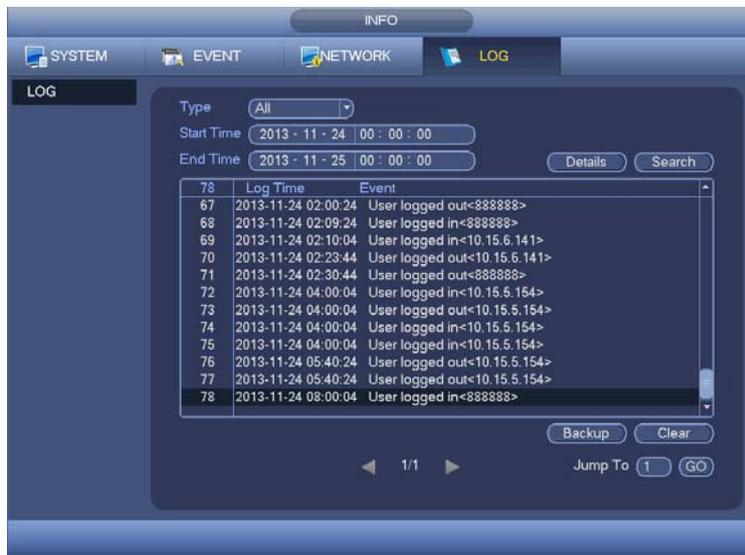 INFO
SYSTEM EVENT NETWORK LOG
LOG
Type All
Start Time 2013 - 11 - 24 00 : 00 : 00
End Time 2013 - 11 - 25 00 : 00 : 00 Details Search
78 Log Time Event
67 2013-11-24 02:00:24 User logged out<888888>
68 2013-11-24 02:09:24 User logged in<888888>
69 2013-11-24 02:10:04 User logged in<10.15.6.141>
70 2013-11-24 02:23:44 User logged out<10.15.6.141>
71 2013-11-24 02:30:44 User logged out<888888>
72 2013-11-24 04:00:04 User logged in<10.15.5.154>
73 2013-11-24 04:00:04 User logged out<10.15.5.154>
74 2013-11-24 04:00:04 User logged in<10.15.5.154>
75 2013-11-24 04:00:04 User logged in<10.15.5.154>
76 2013-11-24 05:40:24 User logged out<10.15.5.154>
77 2013-11-24 05:40:24 User logged out<10.15.5.154>
78 2013-11-24 08:00:04 User logged in<888888>
Backup Clear
1/1 Jump To 1 GO